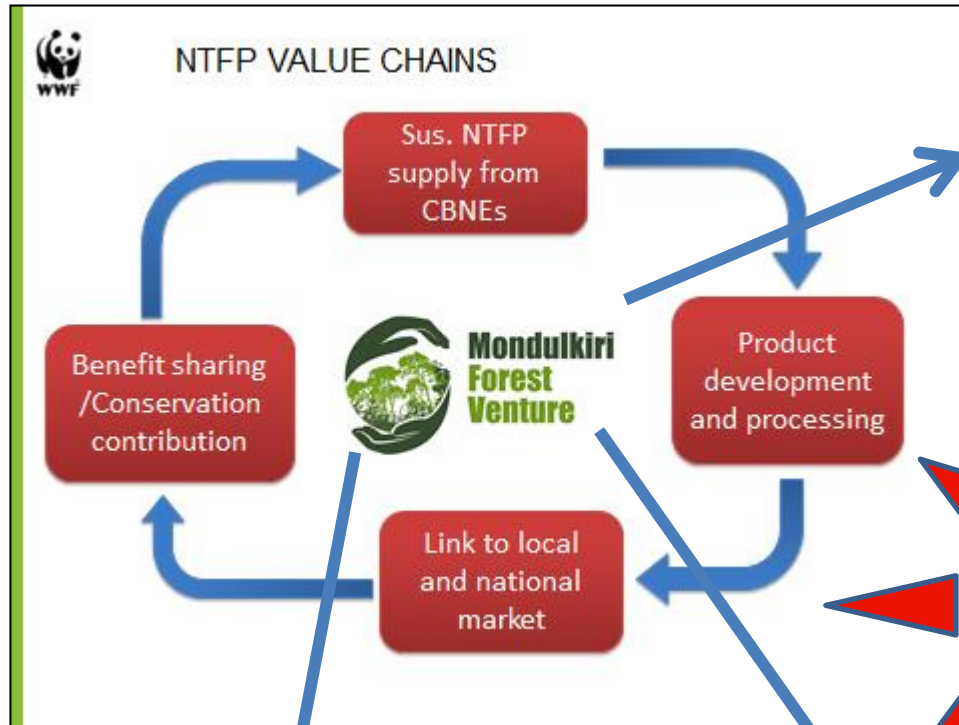 WWF
NTFP VALUE CHAINS
Sus. NTFP
supply from
CBNEs
Product
development
and processing
Link to local
and national
market
Benefit sharing
/Conservation
contribution
Mondulkiri
Forest
Venture